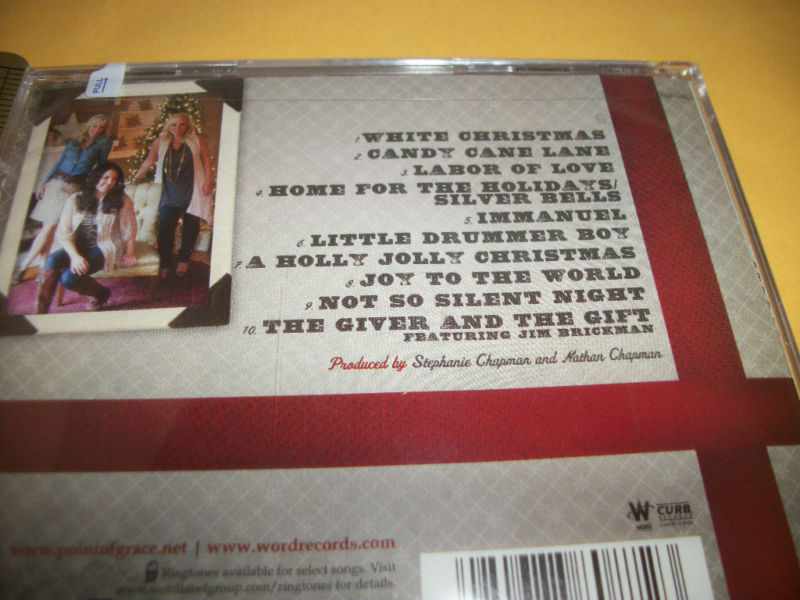 PULL
1. WHITE CHRISTMAS
2. CANDY CANE LANE
3. LABOR OF LOVE
4. HOME FOR THE HOLIDAYS/
SILVER BELLS
5. IMMANUEL
6. LITTLE DRUMMER BOY
7. A HOLLY JOLLY CHRISTMAS
8. JOY TO THE WORLD
9. NOT SO SILENT NIGHT
10. THE GIVER AND THE GIFT
FEATURING JIM BRICKMAN
Produced by Stephanie Chapman and Nathan Chapman
W CURB
WORD RECORDS
curb.com
www.pointofgrace.net | www.wordrecords.com
Ringtones available for select songs. Visit
www.wordlabelgroup.com/ringtones for details.